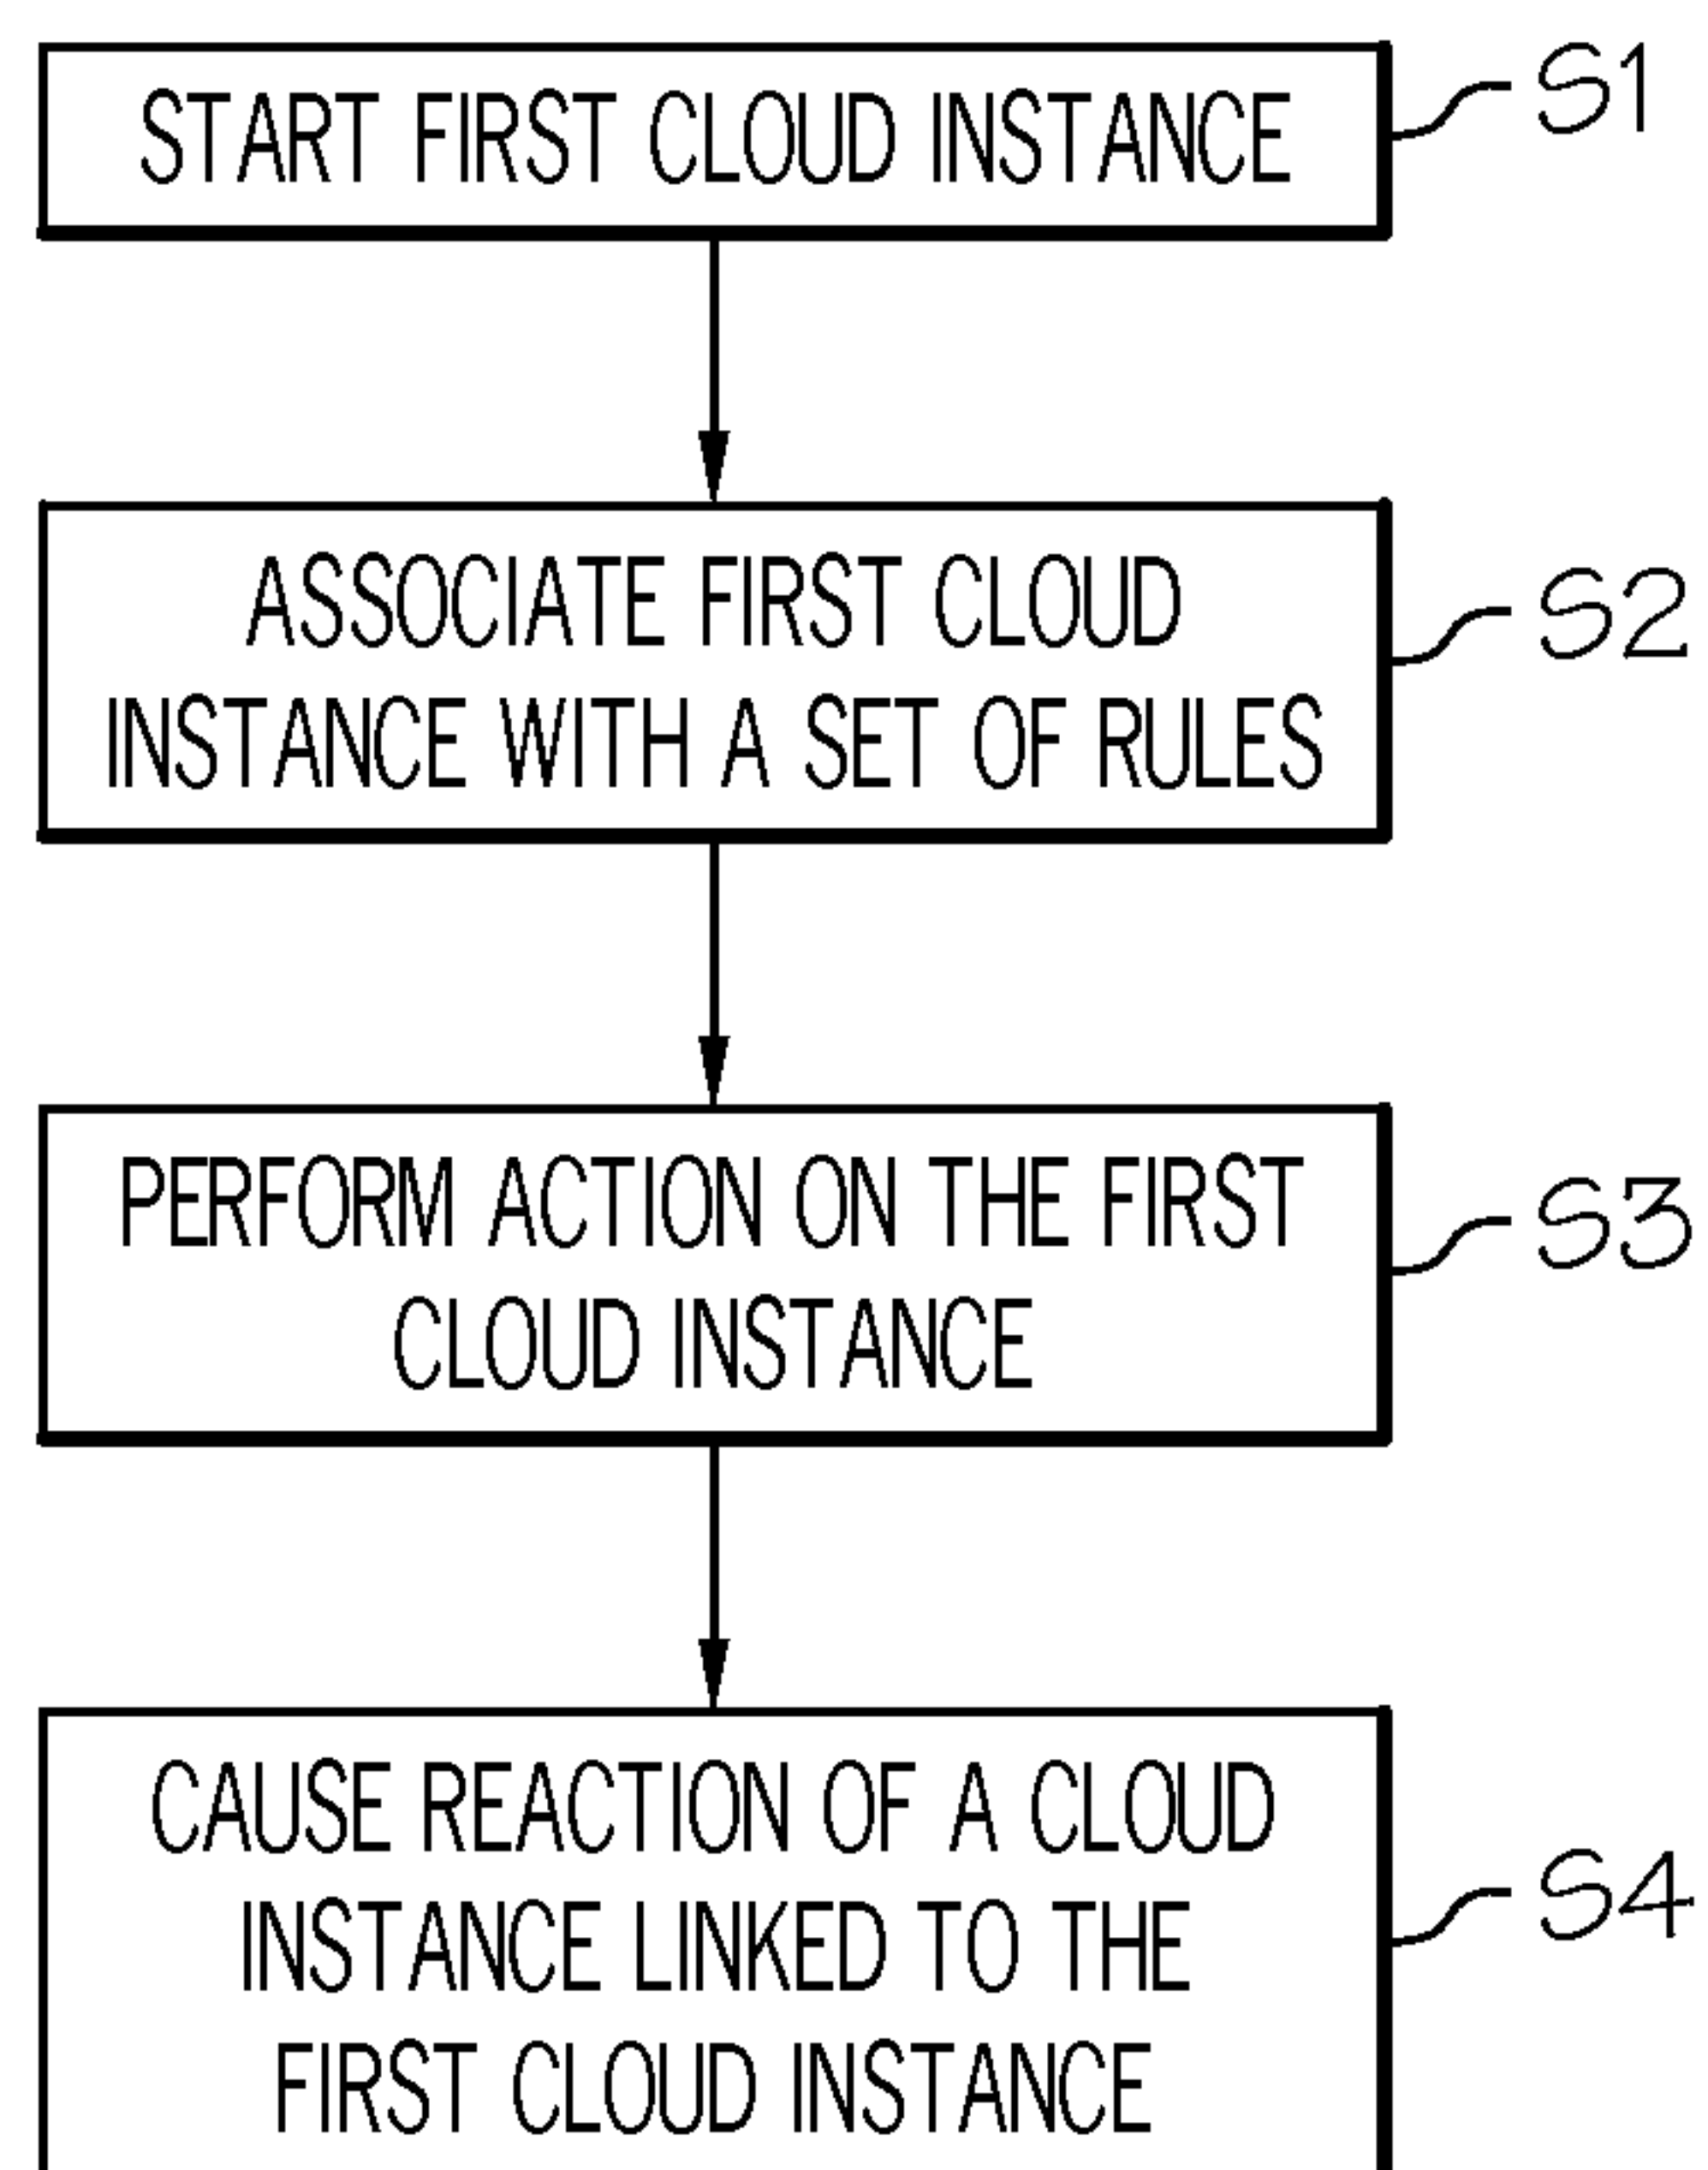 START FIRST CLOUD INSTANCE
S1
ASSOCIATE FIRST CLOUD
INSTANCE WITH A SET OF RULES
S2
PERFORM ACTION ON THE FIRST
CLOUD INSTANCE
S3
CAUSE REACTION OF A CLOUD
INSTANCE LINKED TO THE
FIRST CLOUD INSTANCE
S4